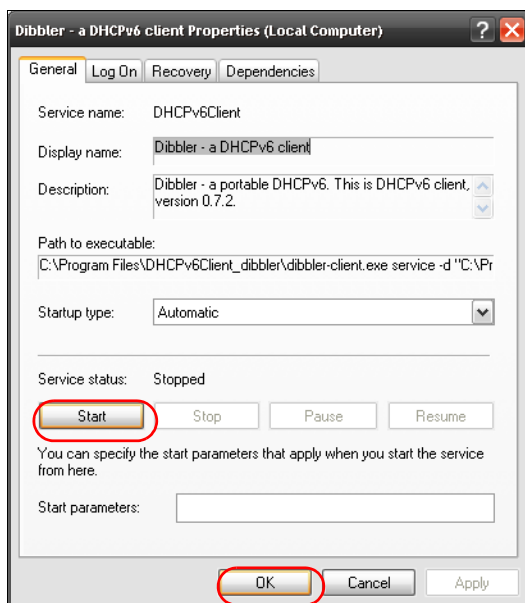 Dibbler - a DHCPv6 client Properties (Local Computer)
General Log On Recovery Dependencies
Service name: DHCPv6Client
Display name: Dibbler - a DHCPv6 client
Description: Dibbler - a portable DHCPv6. This is DHCPv6 client,
version 0.7.2.
Path to executable:
C:\Program Files\DHCPv6Client_dibbler\dibbler-client.exe service -d "C:\Pr
Startup type: Automatic
Service status: Stopped
Start Stop Pause Resume
You can specify the start parameters that apply when you start the service
from here.
Start parameters:
OK Cancel Apply